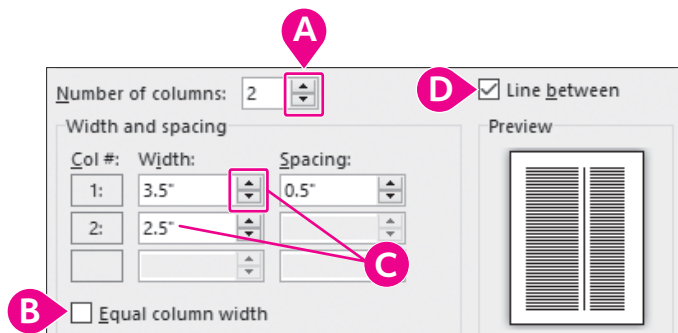 A
Number of columns: 2
D Line between
Width and spacing
Preview
Col #: Width: Spacing:
1: 3.5" 0.5"
2: 2.5"
C
B Equal column width